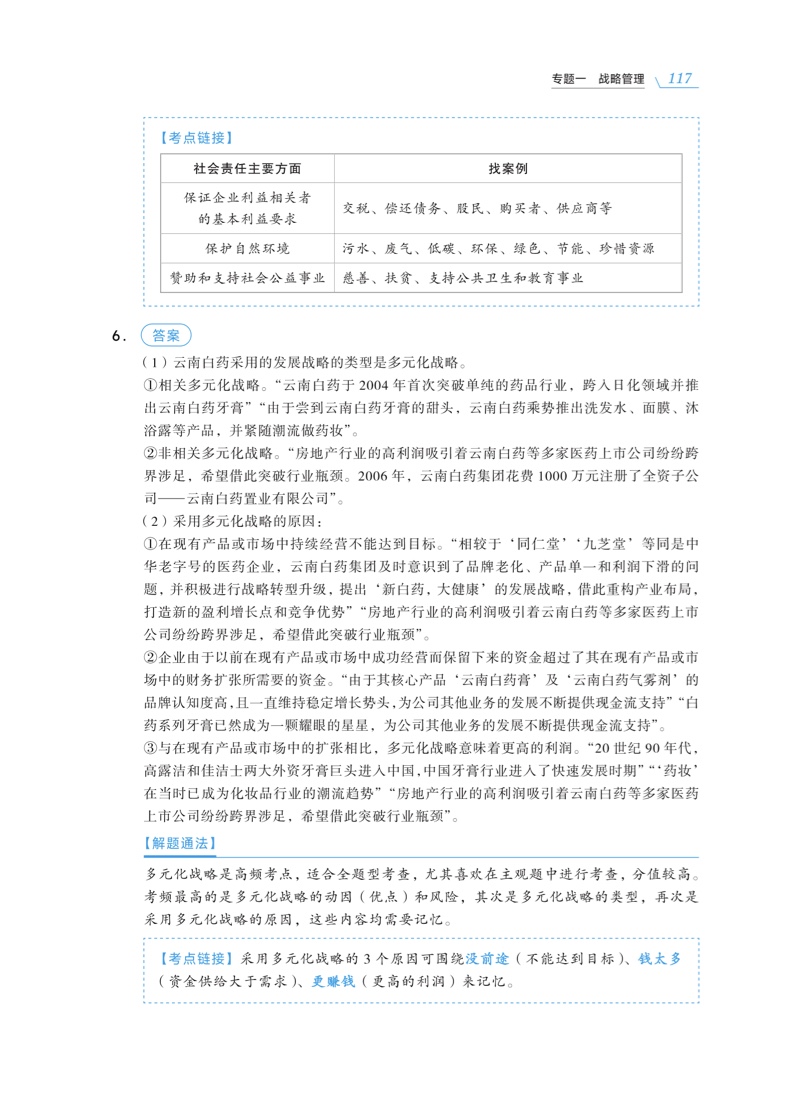 专题一 战略管理 117
【考点链接】
社会责任主要方面 找案例
保证企业利益相关者
的基本利益要求
交税、偿还债务、股民、购买者、供应商等
保护自然环境 污水、废气、低碳、环保、绿色、节能、珍惜资源
赞助和支持社会公益事业 慈善、扶贫、支持公共卫生和教育事业
6. 答案
（1）云南白药采用的发展战略的类型是多元化战略。
①相关多元化战略。“云南白药于 2004 年首次突破单纯的药品行业，跨入日化领域并推
出云南白药牙膏”“由于尝到云南白药牙膏的甜头，云南白药乘势推出洗发水、面膜、沐
浴露等产品，并紧随潮流做药妆”。
②非相关多元化战略。“房地产行业的高利润吸引着云南白药等多家医药上市公司纷纷跨
界涉足，希望借此突破行业瓶颈。2006 年，云南白药集团花费 1000 万元注册了全资子公
司——云南白药置业有限公司”。
（2）采用多元化战略的原因：
①在现有产品或市场中持续经营不能达到目标。“相较于‘同仁堂’‘九芝堂’等同是中
华老字号的医药企业，云南白药集团及时意识到了品牌老化、产品单一和利润下滑的问
题，并积极进行战略转型升级，提出‘新白药，大健康’的发展战略，借此重构产业布局，
打造新的盈利增长点和竞争优势”“房地产行业的高利润吸引着云南白药等多家医药上市
公司纷纷跨界涉足，希望借此突破行业瓶颈”。
②企业由于以前在现有产品或市场中成功经营而保留下来的资金超过了其在现有产品或市
场中的财务扩张所需要的资金。“由于其核心产品‘云南白药膏’及‘云南白药气雾剂’的
品牌认知度高，且一直维持稳定增长势头，为公司其他业务的发展不断提供现金流支持”“白
药系列牙膏已然成为一颗耀眼的星星，为公司其他业务的发展不断提供现金流支持”。
③与在现有产品或市场中的扩张相比，多元化战略意味着更高的利润。“20 世纪 90 年代，
高露洁和佳洁士两大外资牙膏巨头进入中国，中国牙膏行业进入了快速发展时期”“‘药妆’
在当时已成为化妆品行业的潮流趋势”“房地产行业的高利润吸引着云南白药等多家医药
上市公司纷纷跨界涉足，希望借此突破行业瓶颈”。
【解题通法】
多元化战略是高频考点，适合全题型考查，尤其喜欢在主观题中进行考查，分值较高。
考频最高的是多元化战略的动因（优点）和风险，其次是多元化战略的类型，再次是
采用多元化战略的原因，这些内容均需要记忆。
【考点链接】采用多元化战略的 3 个原因可围绕没前途（不能达到目标）、钱太多
（资金供给大于需求）、更赚钱（更高的利润）来记忆。